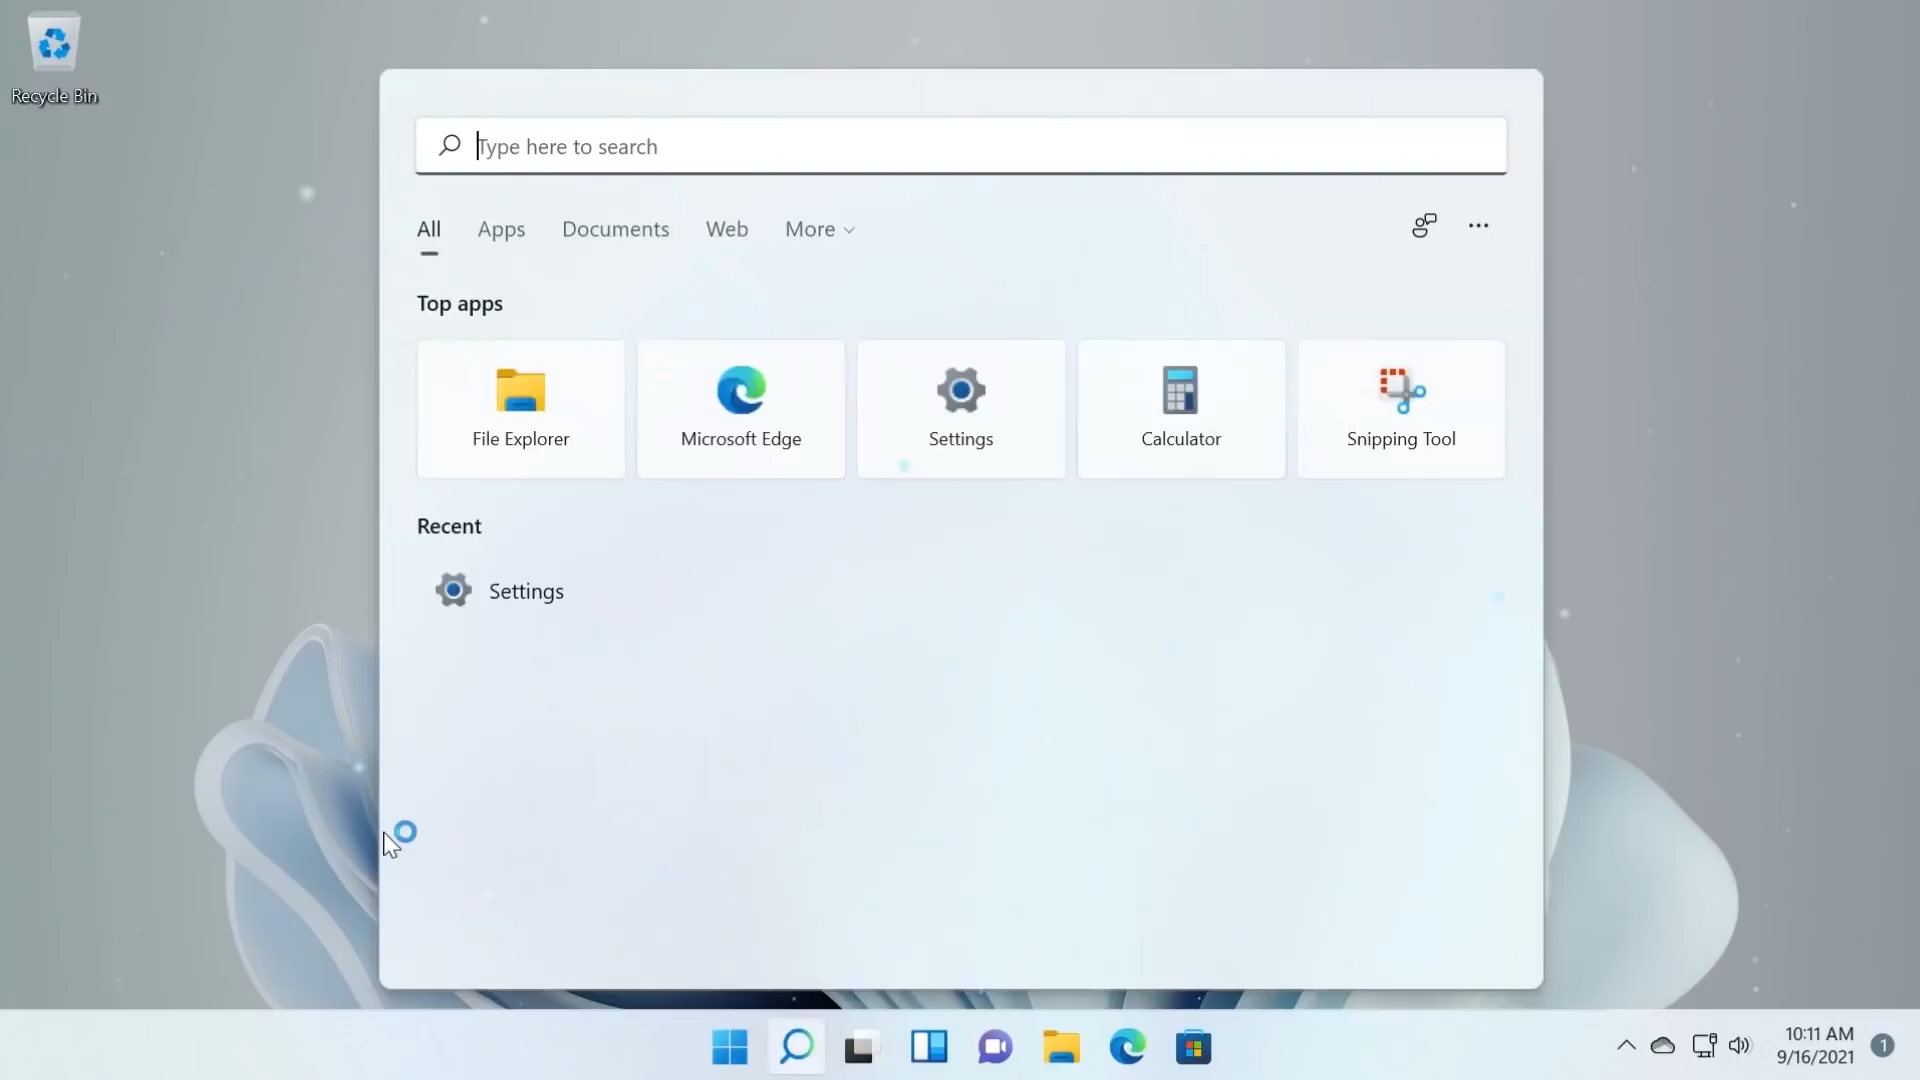 Recycle Bin
Type here to search
All Apps Documents Web More
Top apps
File Explorer Microsoft Edge Settings Calculator Snipping Tool
Recent
Settings
10:11 AM
9/16/2021
1